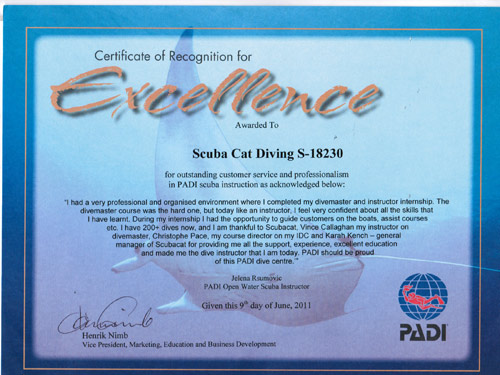 Certificate of Recognition for
Excellence
Awarded To
Scuba Cat Diving S-18230
for outstanding customer service and professionalism
in PADI scuba instruction as acknowledged below:
"I had a very professional and organised environment where I completed my divemaster and instructor internship. The
divemaster course was the hard one, but today like an instructor, I feel very confident about all the skills that
I have learnt. During my internship I had the opportunity to guide customers on the boats, assist courses
etc. I have 200+ dives now, and I am thankful to Scubacat, Vince Callaghan my instructor on
divemaster, Christophe Pace, my course director on my IDC and Karah Kench – general
manager of Scubacat for providing me all the support, experience, excellent education
and made me the dive instructor that I am today. PADI should be proud
of this PADI dive centre."
Jelena
PADI Open Water Scuba Instructor
Given this 9th day of June, 2011
Henrik Nimb
Vice President, Marketing, Education and Business Development
PADI